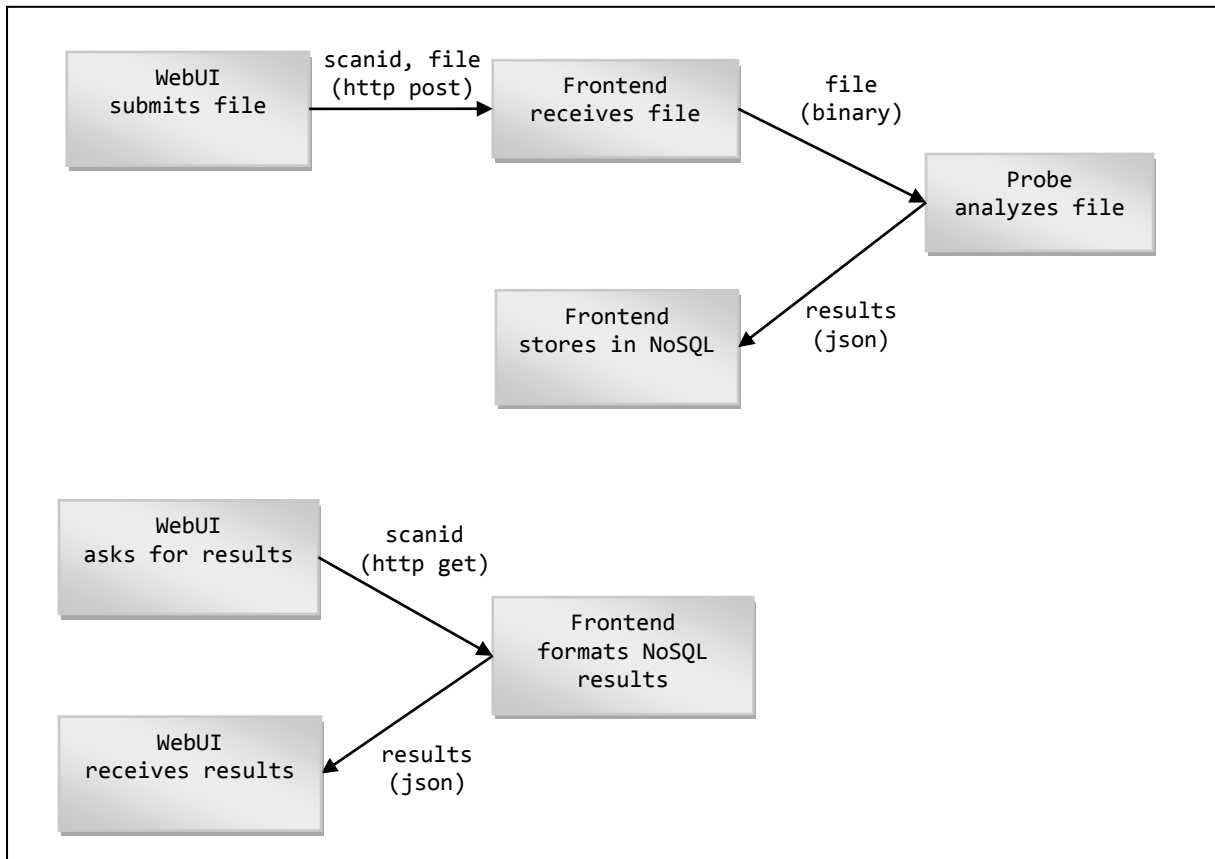 WebUI
submits file
scanid, file
(http post)
Frontend
receives file
file
(binary)
Probe
analyzes file
results
(json)
Frontend
stores in NoSQL
WebUI
asks for results
scanid
(http get)
Frontend
formats NoSQL
results
results
(json)
WebUI
receives results